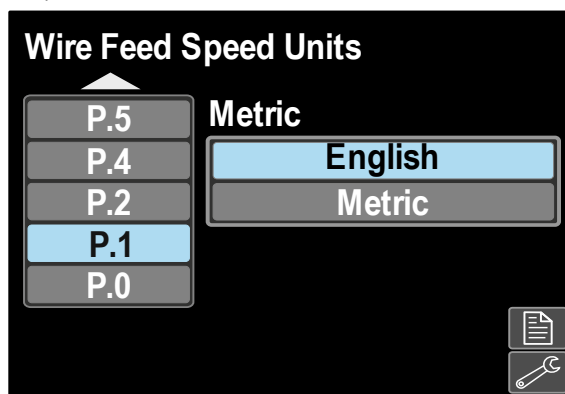 Wire Feed Speed Units
P.5
P.4
P.2
P.1
P.0
Metric
English
Metric